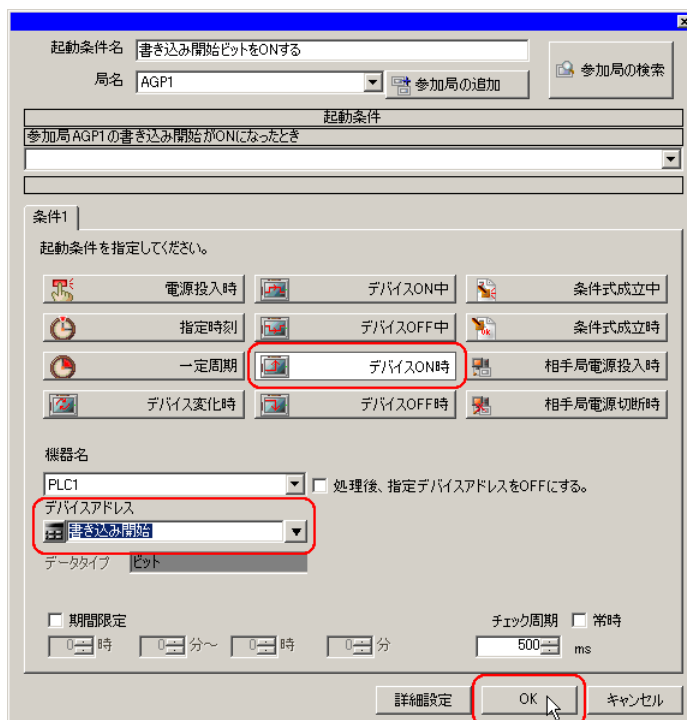 起動条件名 書き込み開始ビットをONする
局名 AGP1 参加局の追加 参加局の検索
起動条件
参加局AGP1の書き込み開始がONになったとき
条件1
起動条件を指定してください。
電源投入時 デバイスON中 条件式成立中
指定時刻 デバイスOFF中 条件式成立時
一定周期 デバイスON時 相手局電源投入時
デバイス変化時 デバイスOFF時 相手局電源切断時
機器名
PLC1 処理後、指定デバイスアドレスをOFFにする。
デバイスアドレス
書き込み開始
データタイプ ビット
期間限定 チェック周期 常時
0 時 0 分～ 0 時 0 分 500 ms
詳細設定 OK キャンセル